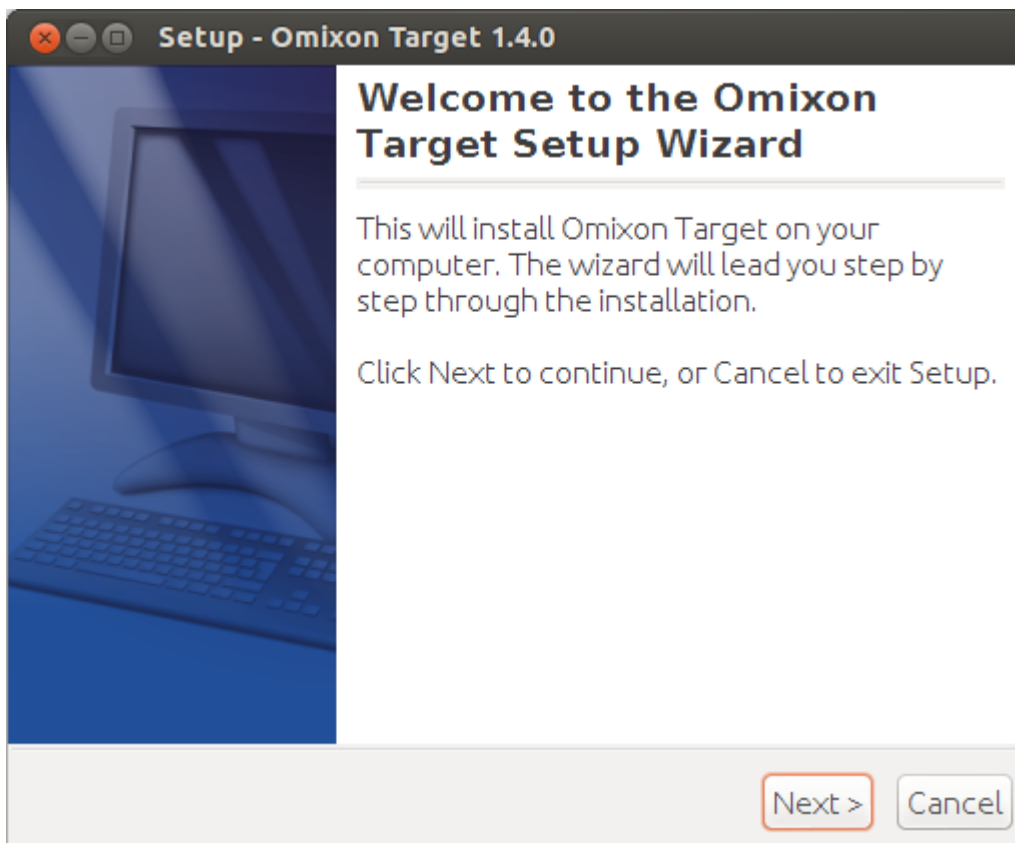 Setup - Omixon Target 1.4.0
Welcome to the Omixon
Target Setup Wizard
This will install Omixon Target on your
computer. The wizard will lead you step by
step through the installation.
Click Next to continue, or Cancel to exit Setup.
Next >
Cancel